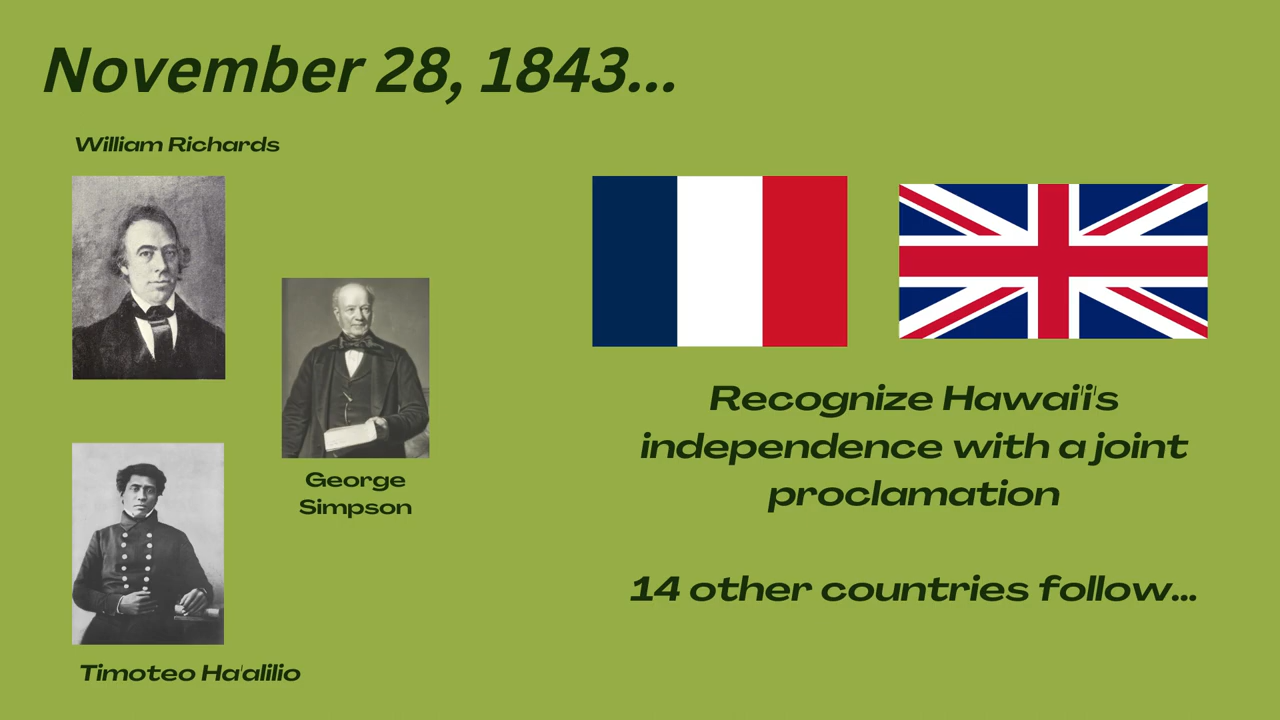 November 28, 1843...
William Richards
George
Simpson
Timoteo Ha'alilio
Recognize Hawai'i's
independence with a joint
proclamation
14 other countries follow...